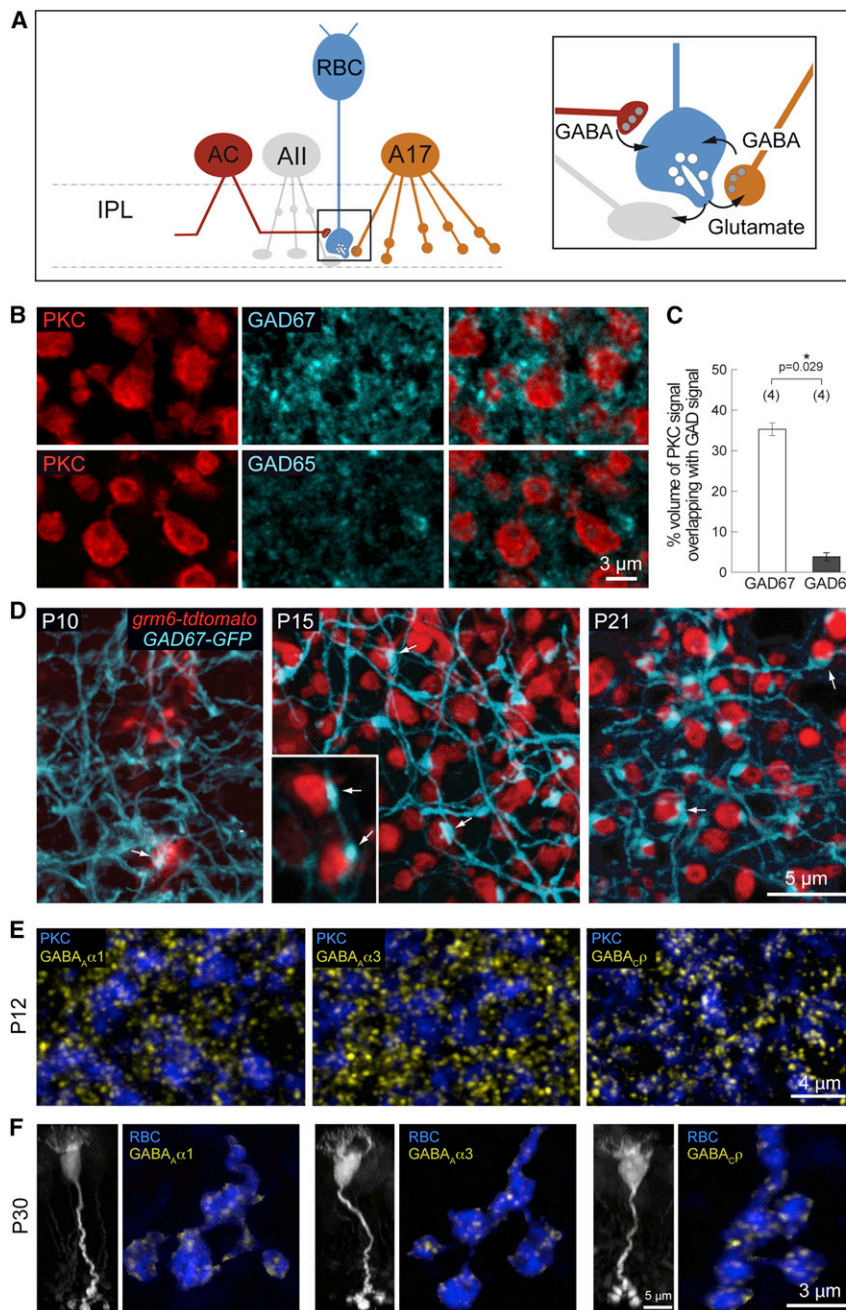 A
RBC
AC
AII
A17
IPL
GABA
GABA
Glutamate
B
PKC
GAD67
PKC
GAD65
3 µm
C
*
p=0.029
(4)
(4)
% volume of PKC signal
overlapping with GAD signal
50
40
30
20
10
0
GAD67
GAD6
D
P10
grm6-tdtomato
GAD67-GFP
P15
P21
5 µm
E
P12
PKC
GABAAα1
PKC
GABAAα3
PKC
GABACρ
4 µm
F
P30
RBC
GABAAα1
RBC
GABAAα3
5 µm
RBC
GABACρ
3 µm